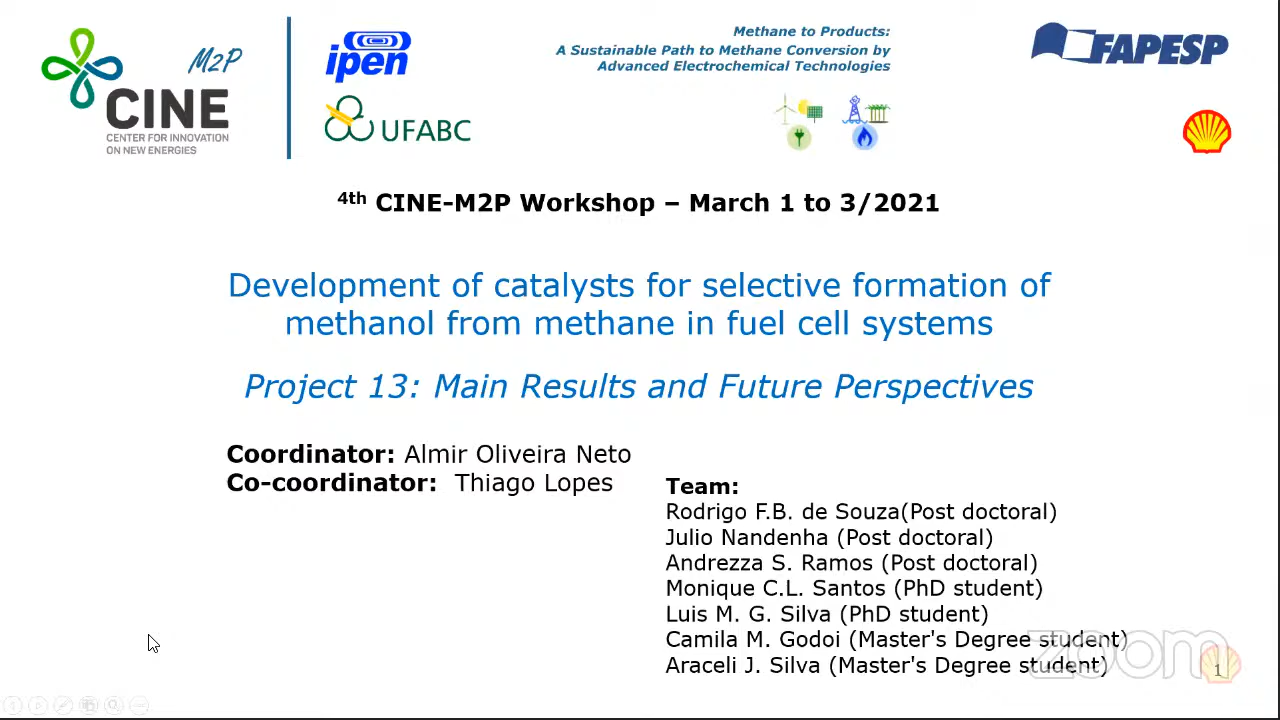 M2P
CINE
CENTER FOR INNOVATION
ON NEW ENERGIES
ipen
UFABC
Methane to Products:
A Sustainable Path to Methane Conversion by
Advanced Electrochemical Technologies
FAPESP
4th CINE-M2P Workshop – March 1 to 3/2021
Development of catalysts for selective formation of
methanol from methane in fuel cell systems
Project 13: Main Results and Future Perspectives
Coordinator: Almir Oliveira Neto
Co-coordinator: Thiago Lopes
Team:
Rodrigo F.B. de Souza(Post doctoral)
Julio Nandenha (Post doctoral)
Andrezza S. Ramos (Post doctoral)
Monique C.L. Santos (PhD student)
Luis M. G. Silva (PhD student)
Camila M. Godoi (Master's Degree student)
Araceli J. Silva (Master's Degree student)
zoom
1